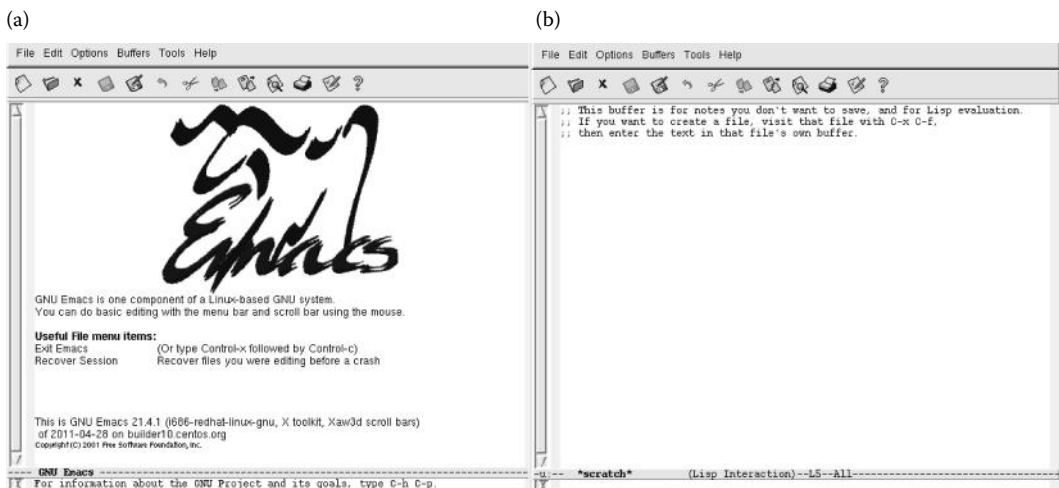 (a)
File Edit Options Buffers Tools Help
Emacs
GNU Emacs is one component of a Linux-based GNU system.
You can do basic editing with the menu bar and scroll bar using the mouse.
Useful File menu items:
Exit Emacs (Or type Control-x followed by Control-c)
Recover Session Recover files you were editing before a crash
This is GNU Emacs 21.4.1 (i686-redhat-linux-gnu, X toolkit, Xaw3d scroll bars)
of 2011-04-28 on builder10.centos.org
Copyright (C) 2001 Free Software Foundation, Inc.
---- GNU Emacs ----
For information about the GNU Project and its goals, type C-h C-p.
(b)
File Edit Options Buffers Tools Help
;; This buffer is for notes you don't want to save, and for Lisp evaluation.
;; If you want to create a file, visit that file with C-x C-f,
;; then enter the text in that file's own buffer.
-u:-- *scratch* (Lisp Interaction)--L5--All----